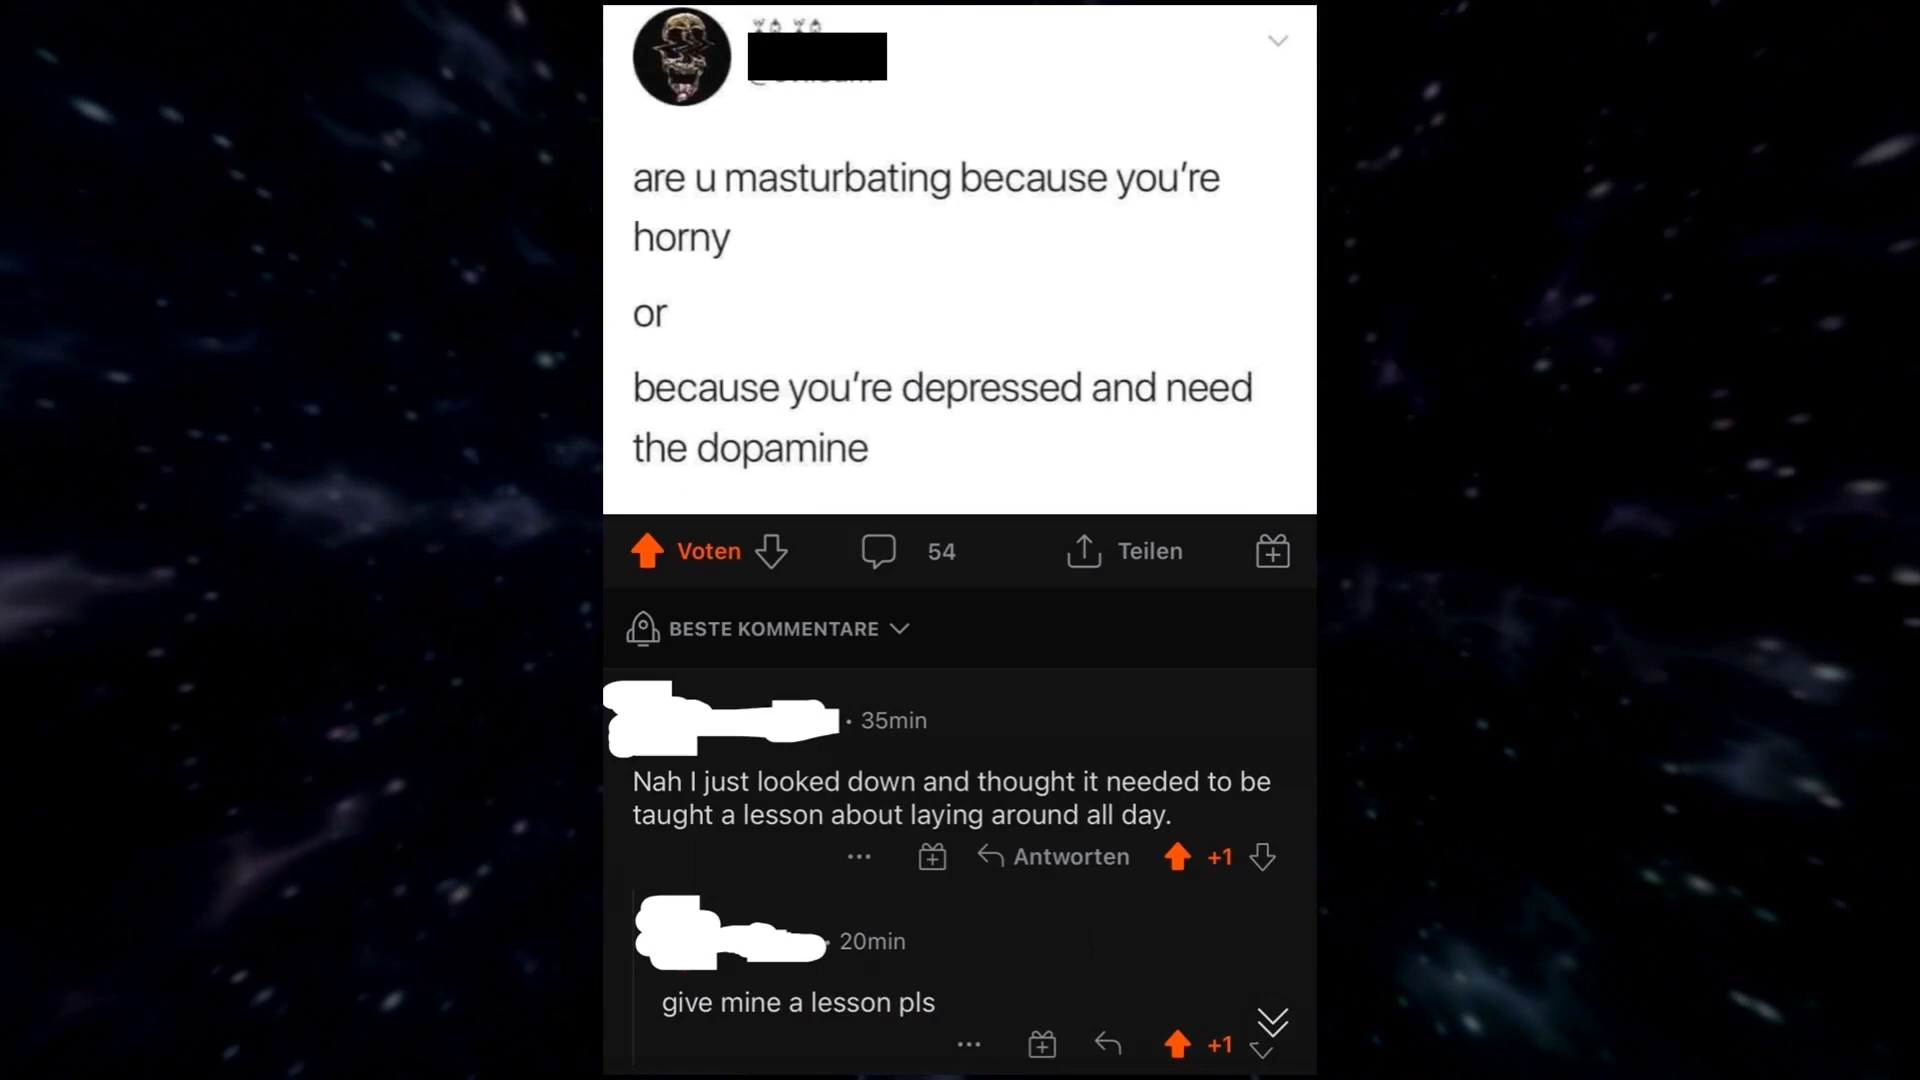 are u masturbating because you're
horny
or
because you're depressed and need
the dopamine
Voten
54
Teilen
BESTE KOMMENTARE
• 35min
Nah I just looked down and thought it needed to be
taught a lesson about laying around all day.
Antworten
+1
20min
give mine a lesson pls
+1